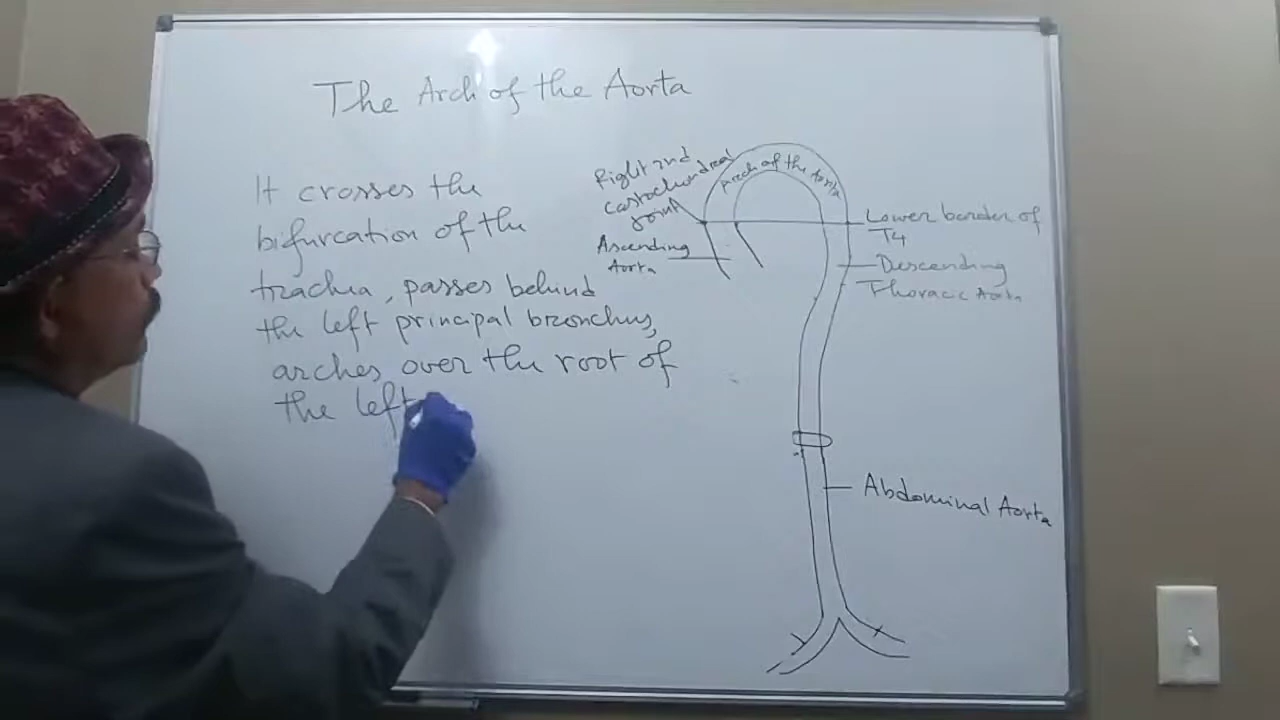 The Arch of the Aorta
It crosses the
bifurcation of the
trachea, passes behind
the left principal bronchus,
arches over the root of
the left
Right 2nd
costochondral
joint
Arch of the Aorta
Ascending
Aorta
Lower border of
T4
Descending
Thoracic Aorta
Abdominal Aorta